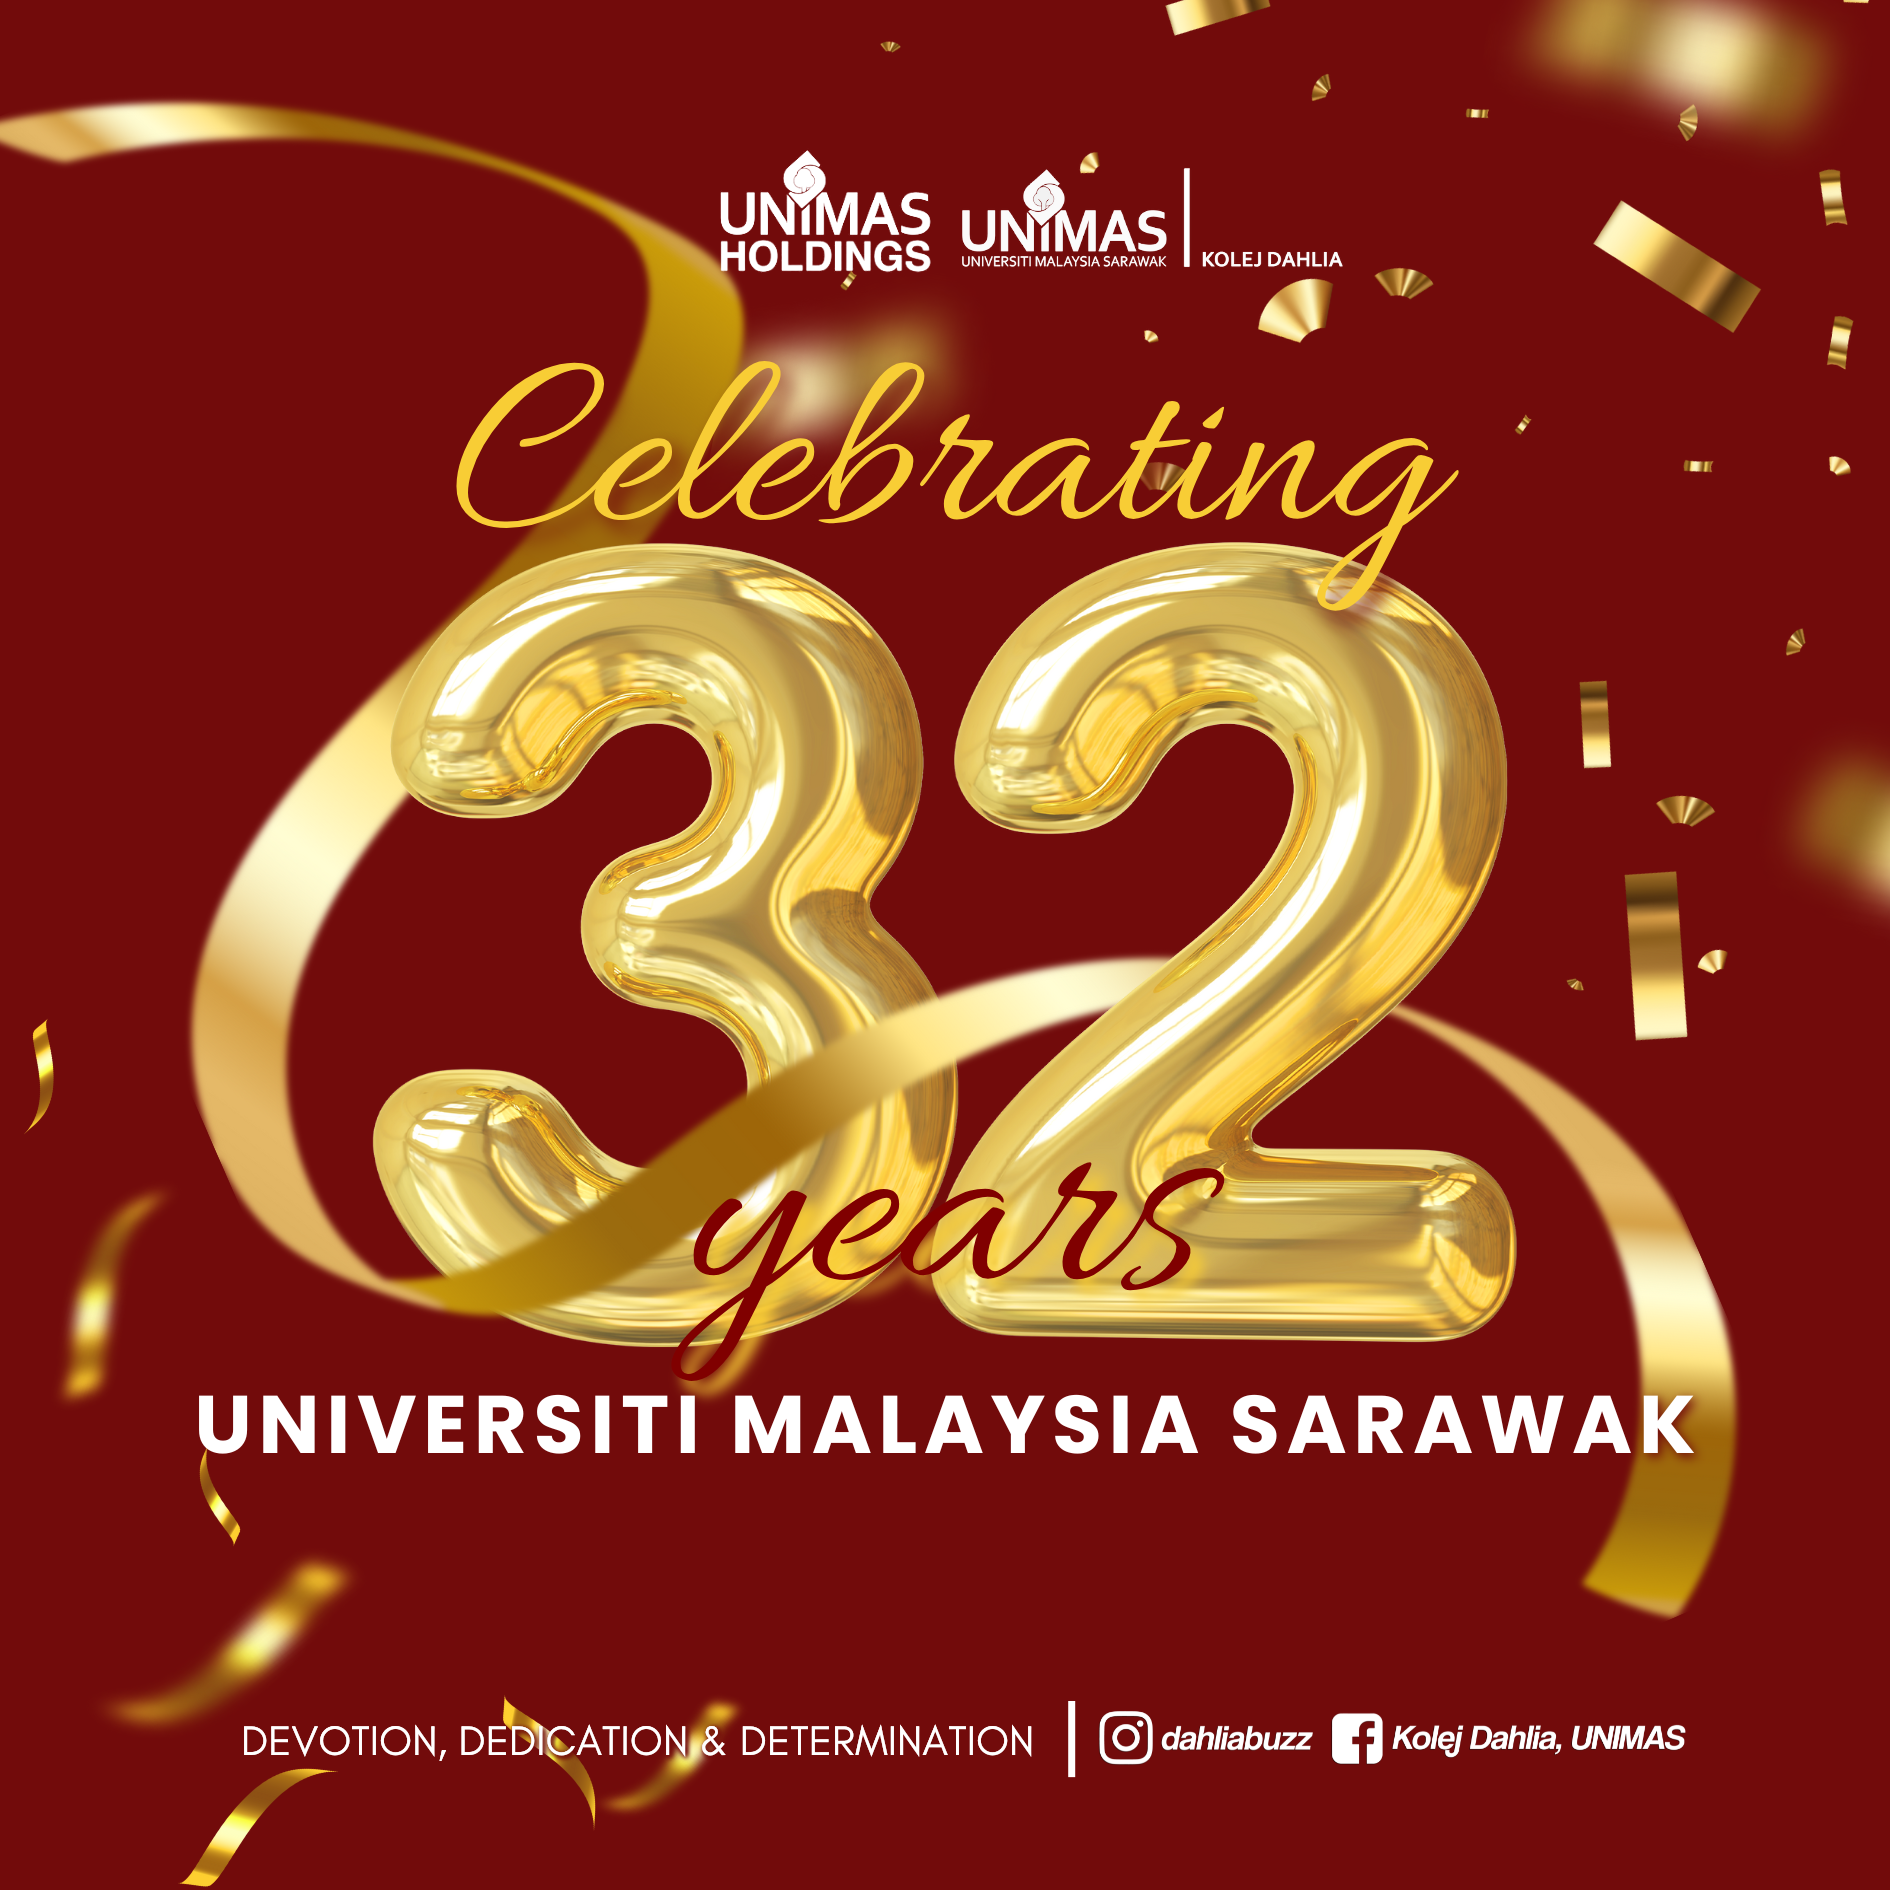 UNIMAS
HOLDINGS
UNIMAS
UNIVERSITI MALAYSIA SARAWAK
KOLEJ DAHLIA
Celebrating
32
years
UNIVERSITI MALAYSIA SARAWAK
DEVOTION, DEDICATION & DETERMINATION
dahliabuzz
Kolej Dahlia, UNIMAS